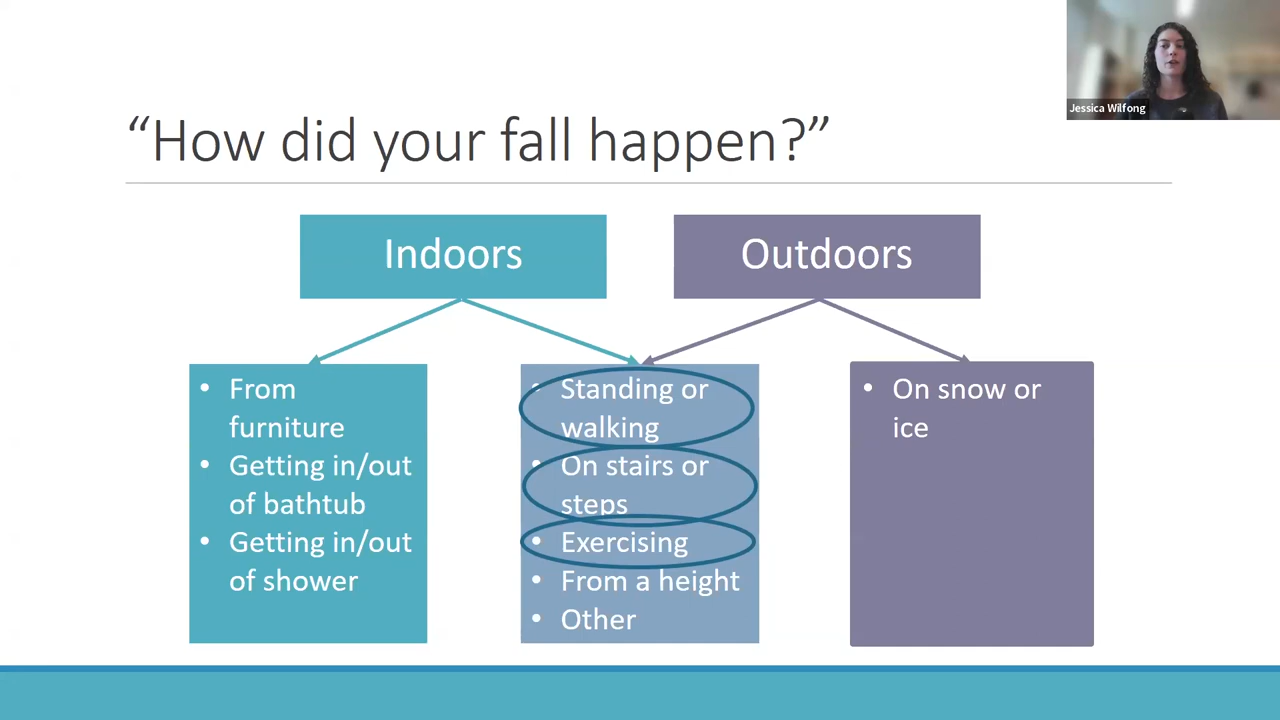 Jessica Wilfong
“How did your fall happen?”
Indoors
Outdoors
• From
furniture
• Getting in/out
of bathtub
• Getting in/out
of shower
• Standing or
walking
• On stairs or
steps
• Exercising
• From a height
• Other
• On snow or
ice